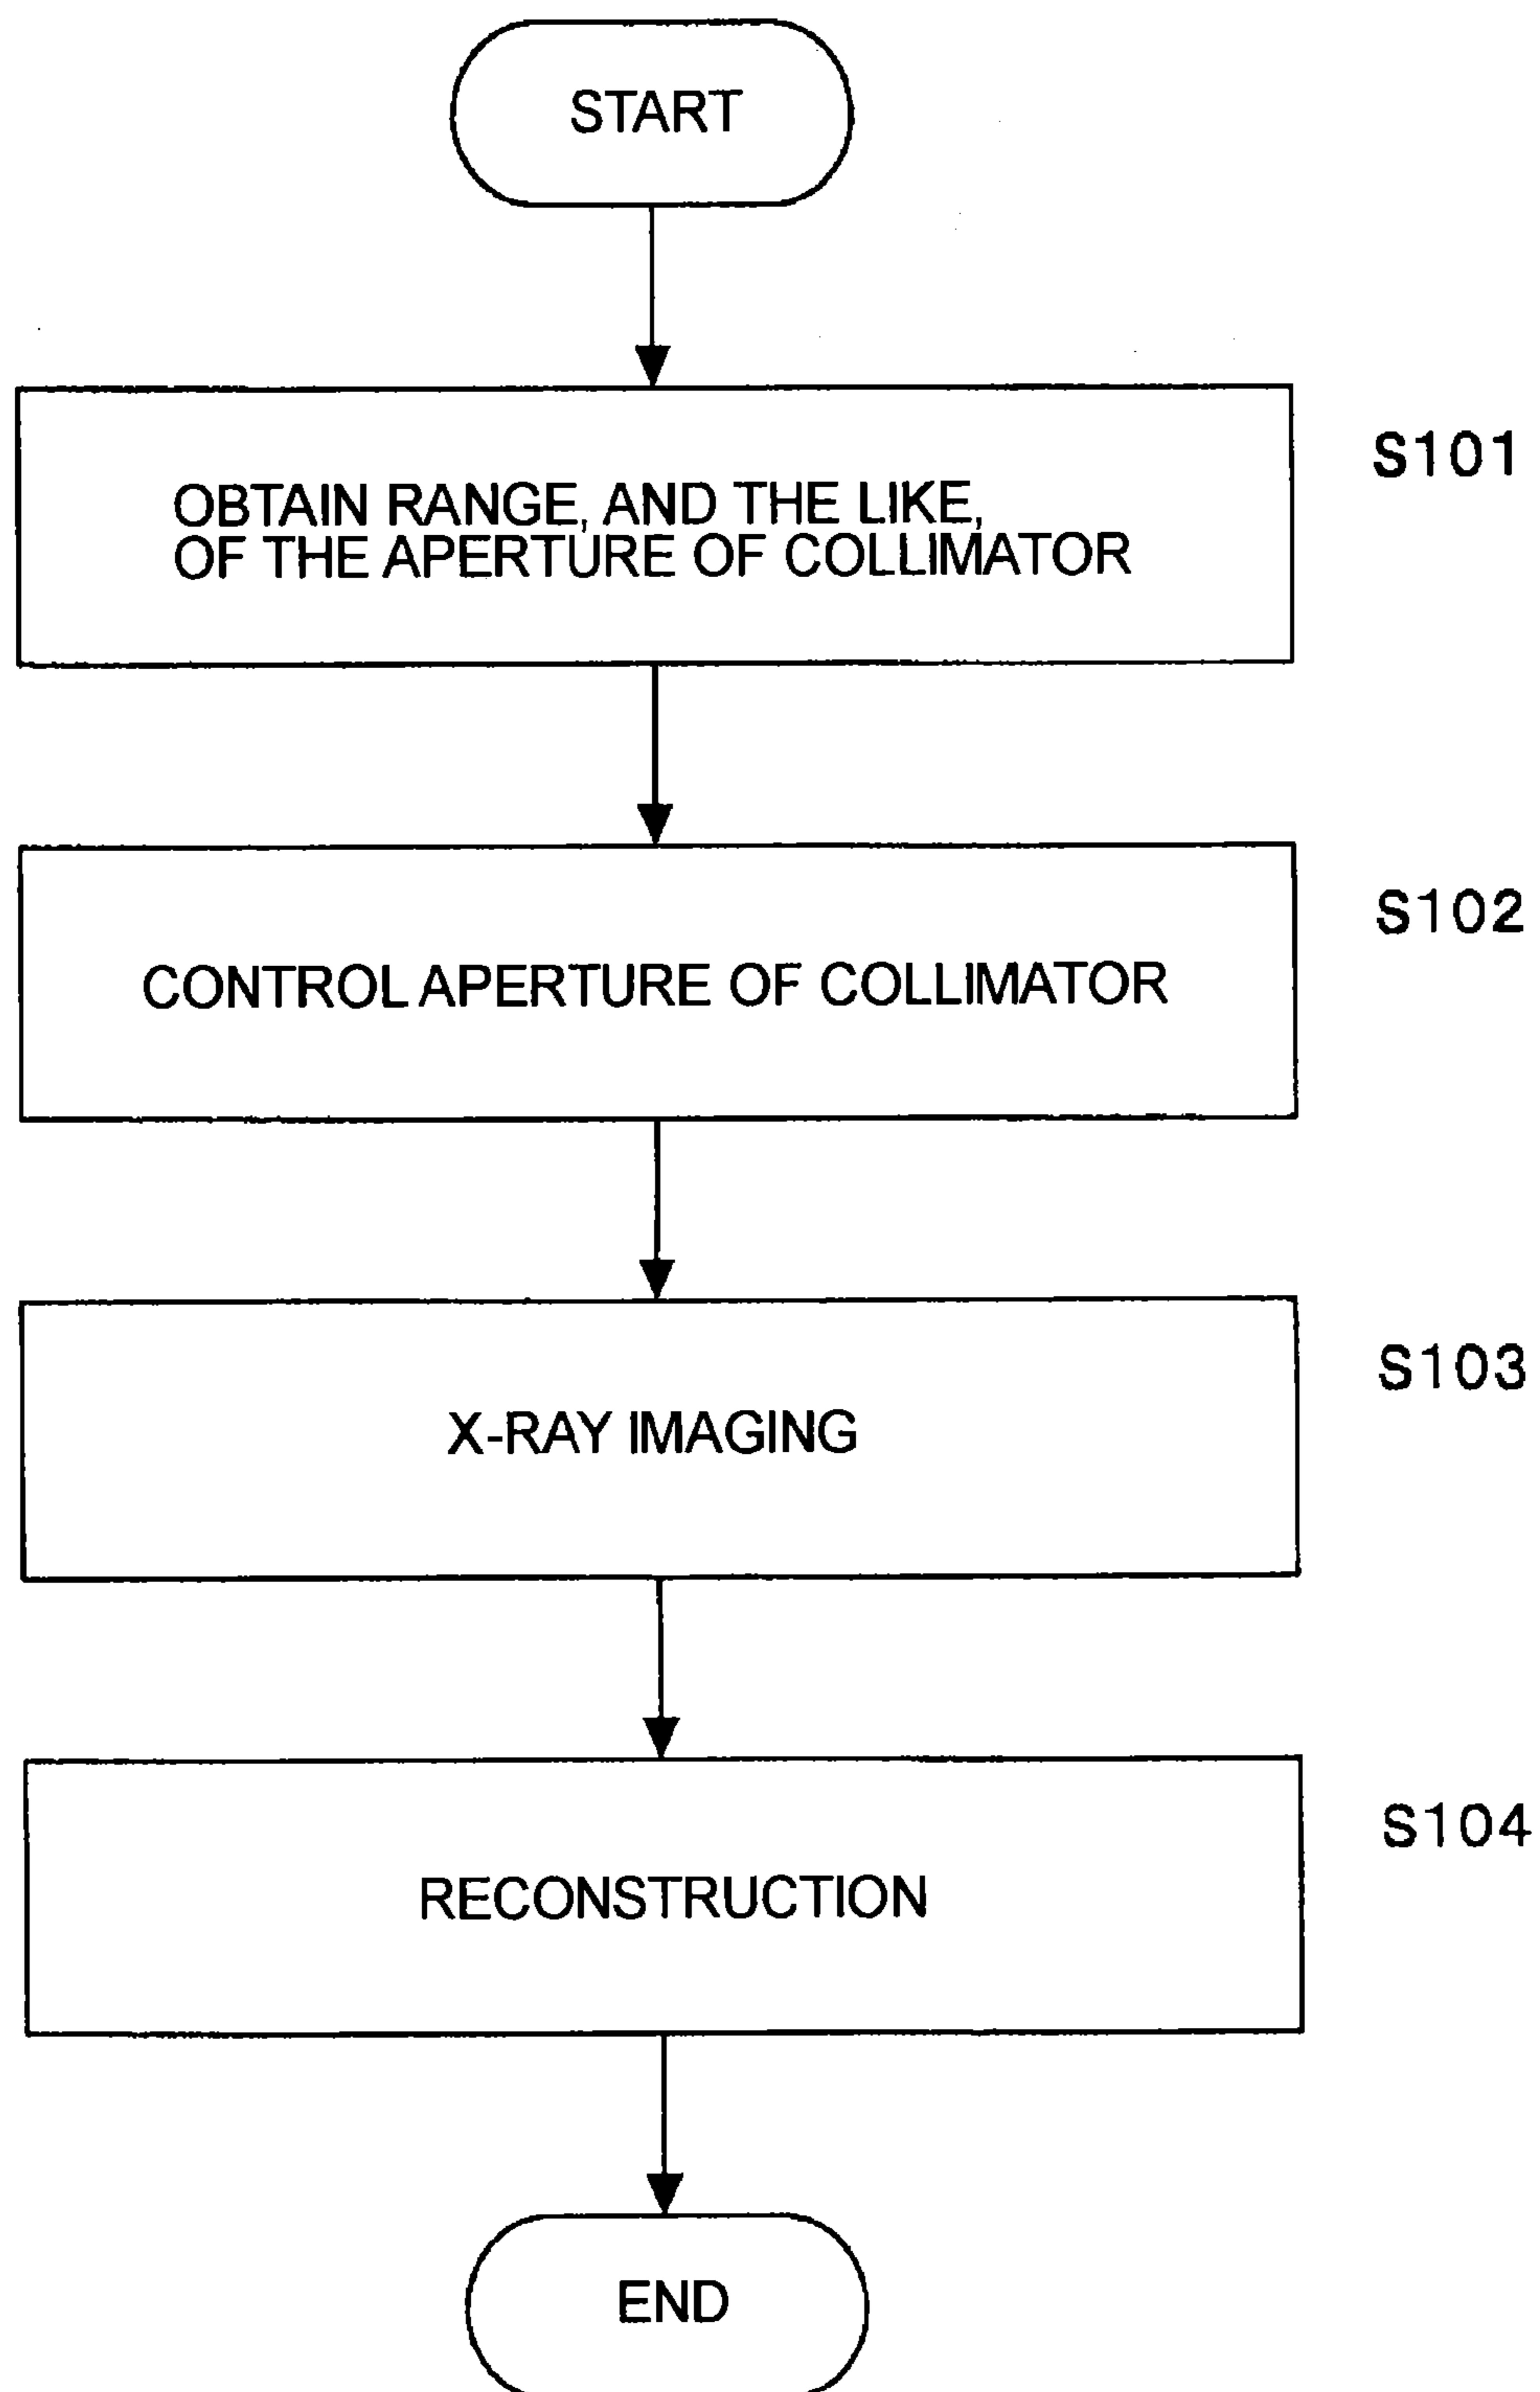 START
S101
OBTAIN RANGE, AND THE LIKE,
OF THE APERTURE OF COLLIMATOR
S102
CONTROL APERTURE OF COLLIMATOR
S103
X-RAY IMAGING
S104
RECONSTRUCTION
END